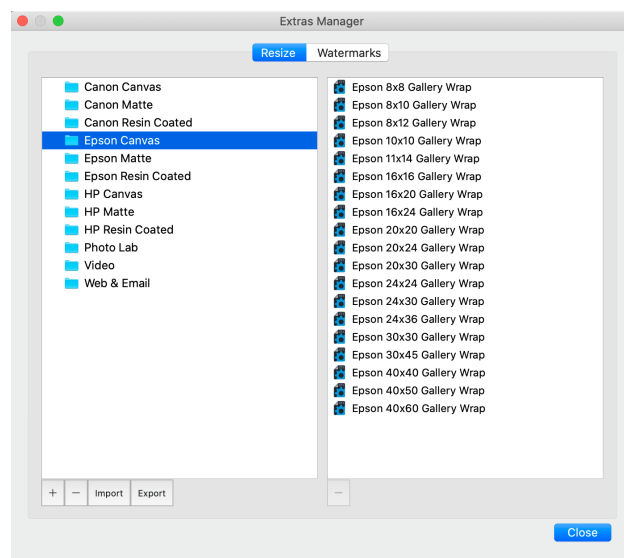 Extras Manager
Resize Watermarks
Canon Canvas
Canon Matte
Canon Resin Coated
Epson Canvas
Epson Matte
Epson Resin Coated
HP Canvas
HP Matte
HP Resin Coated
Photo Lab
Video
Web & Email
Epson 8x8 Gallery Wrap
Epson 8x10 Gallery Wrap
Epson 8x12 Gallery Wrap
Epson 10x10 Gallery Wrap
Epson 11x14 Gallery Wrap
Epson 16x16 Gallery Wrap
Epson 16x20 Gallery Wrap
Epson 16x24 Gallery Wrap
Epson 20x20 Gallery Wrap
Epson 20x24 Gallery Wrap
Epson 20x30 Gallery Wrap
Epson 24x24 Gallery Wrap
Epson 24x30 Gallery Wrap
Epson 24x36 Gallery Wrap
Epson 30x30 Gallery Wrap
Epson 30x45 Gallery Wrap
Epson 40x40 Gallery Wrap
Epson 40x50 Gallery Wrap
Epson 40x60 Gallery Wrap
+ − Import Export
−
Close